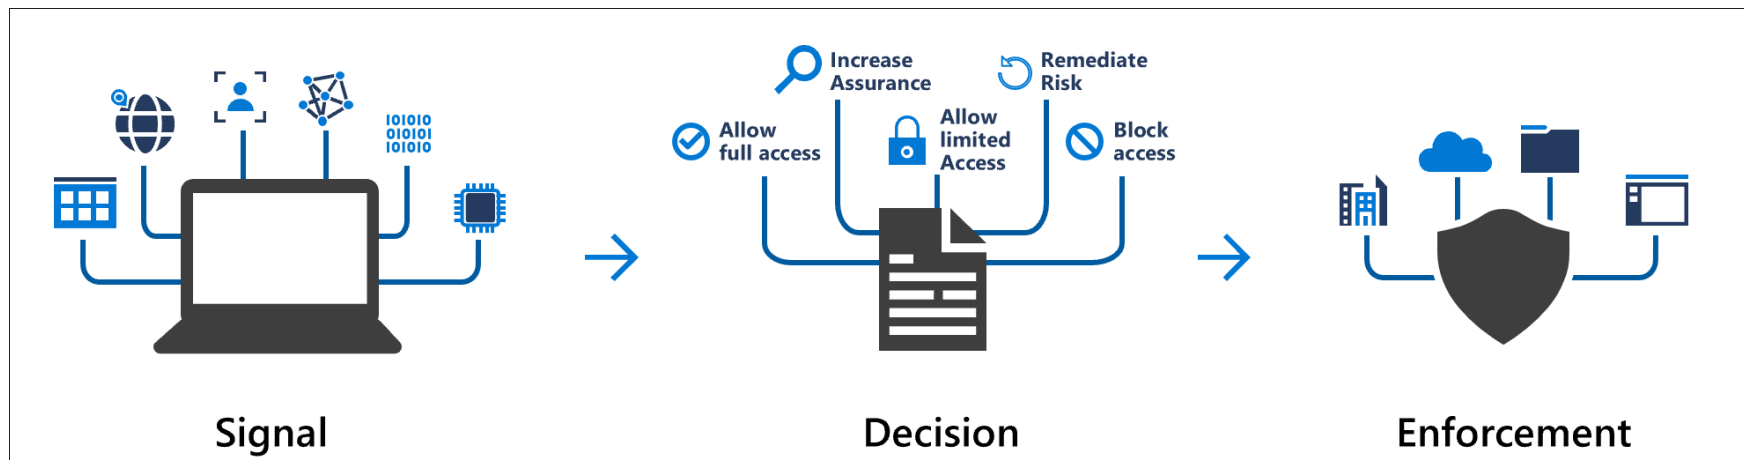 101010
010101
101010
Increase
Assurance
Remediate
Risk
Allow
full access
Allow
limited
Access
Block
access
Signal
Decision
Enforcement